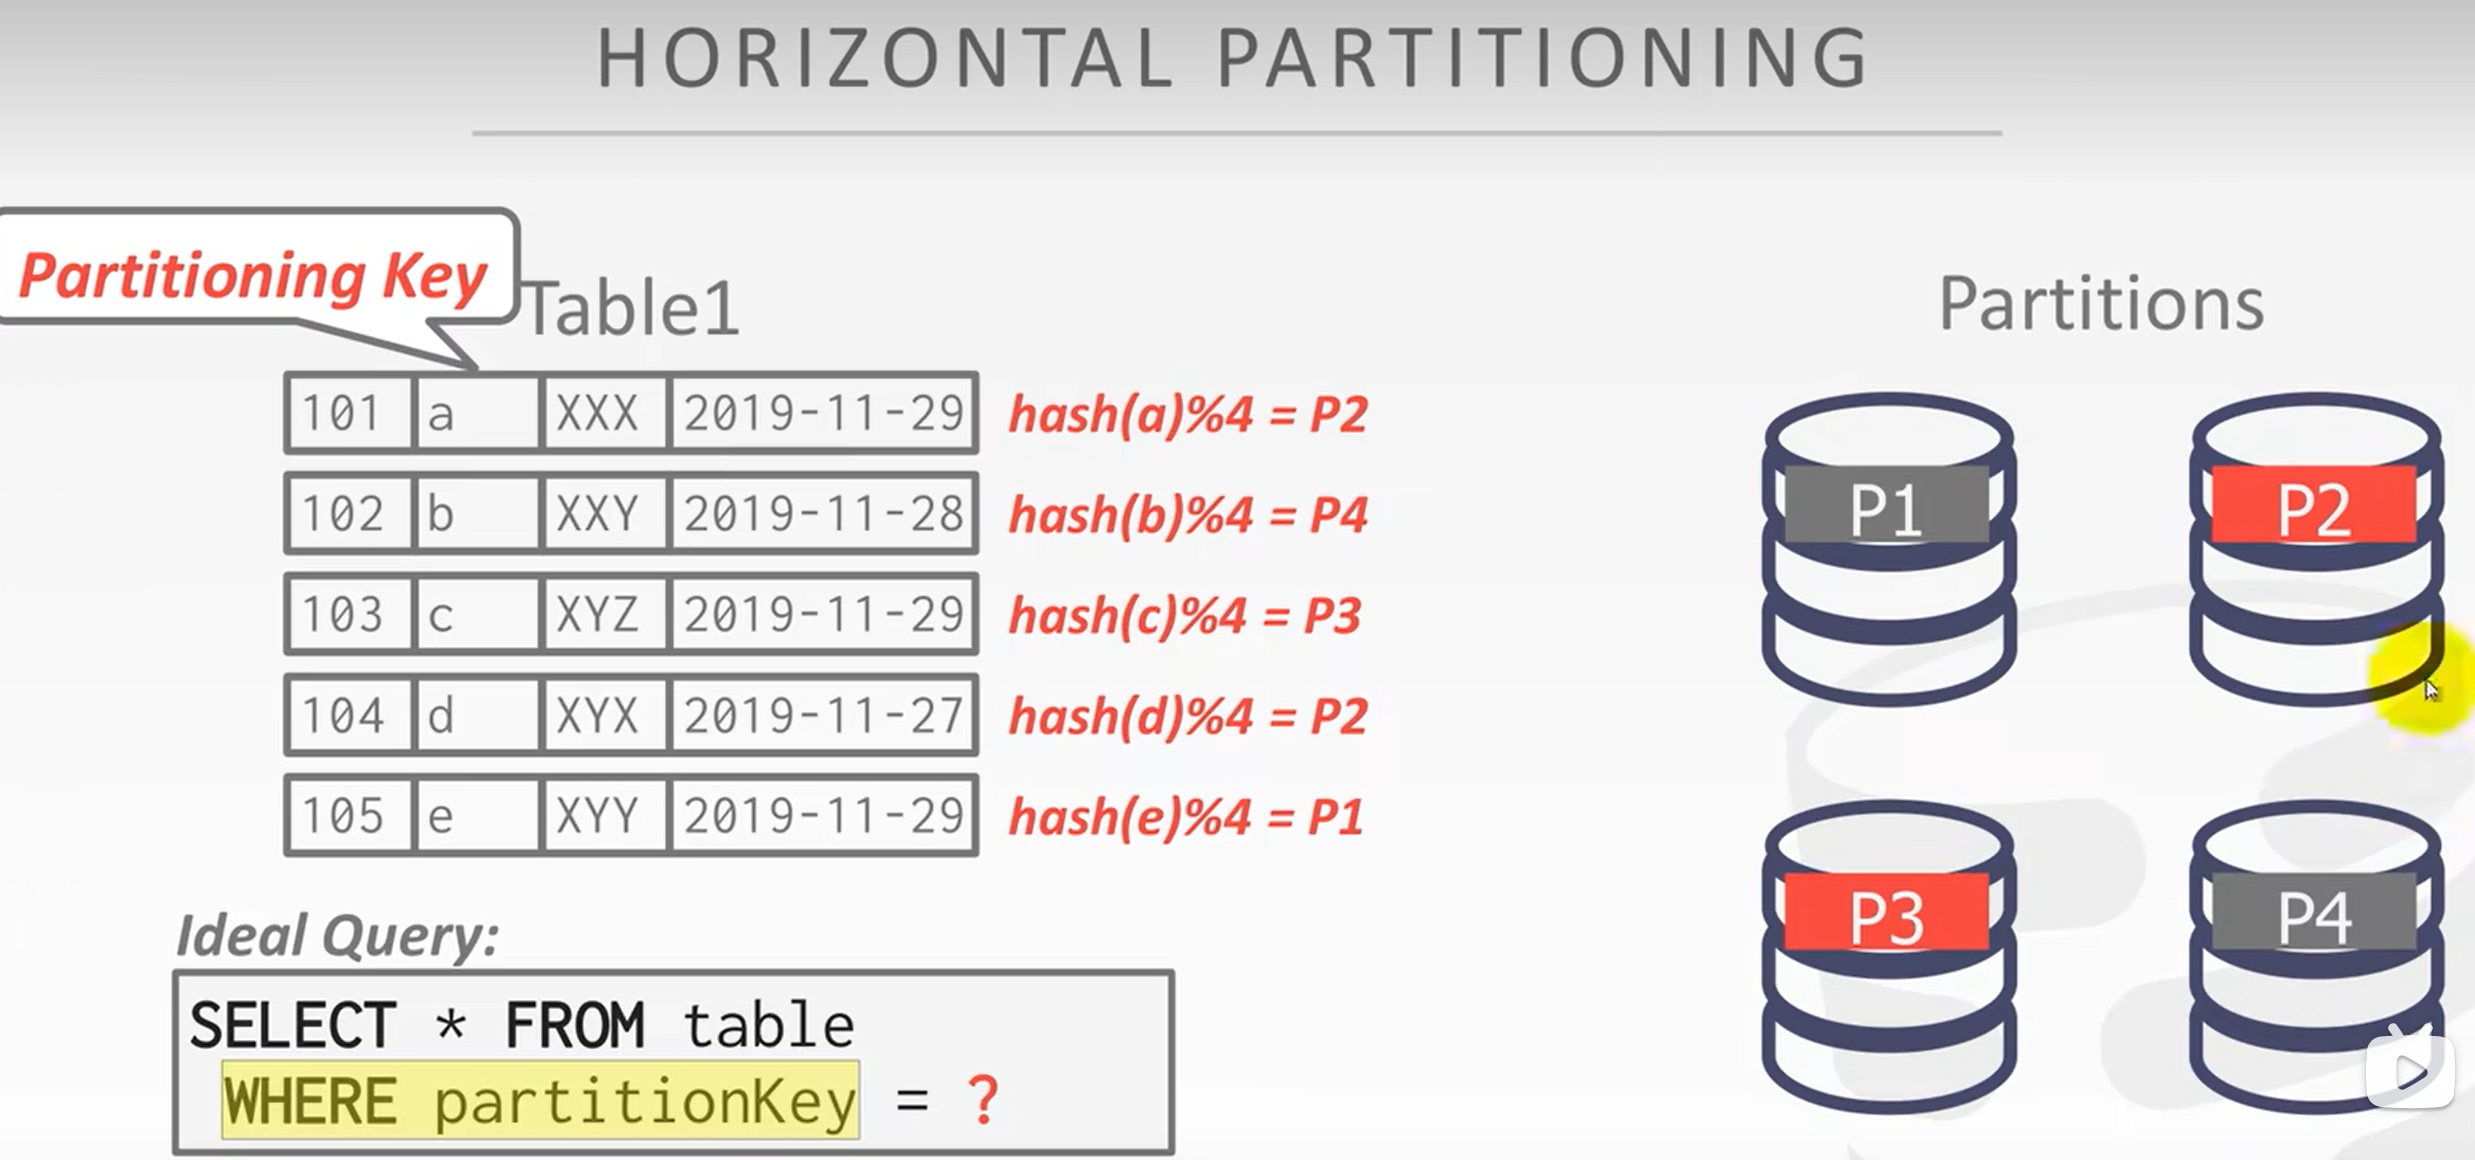 HORIZONTAL PARTITIONING
Partitioning Key
Table1
101 a XXX 2019-11-29 hash(a)%4 = P2
102 b XXY 2019-11-28 hash(b)%4 = P4
103 c XYZ 2019-11-29 hash(c)%4 = P3
104 d XYX 2019-11-27 hash(d)%4 = P2
105 e XYY 2019-11-29 hash(e)%4 = P1
Ideal Query:
SELECT * FROM table
WHERE partitionKey = ?
Partitions
P1 P2
P3 P4